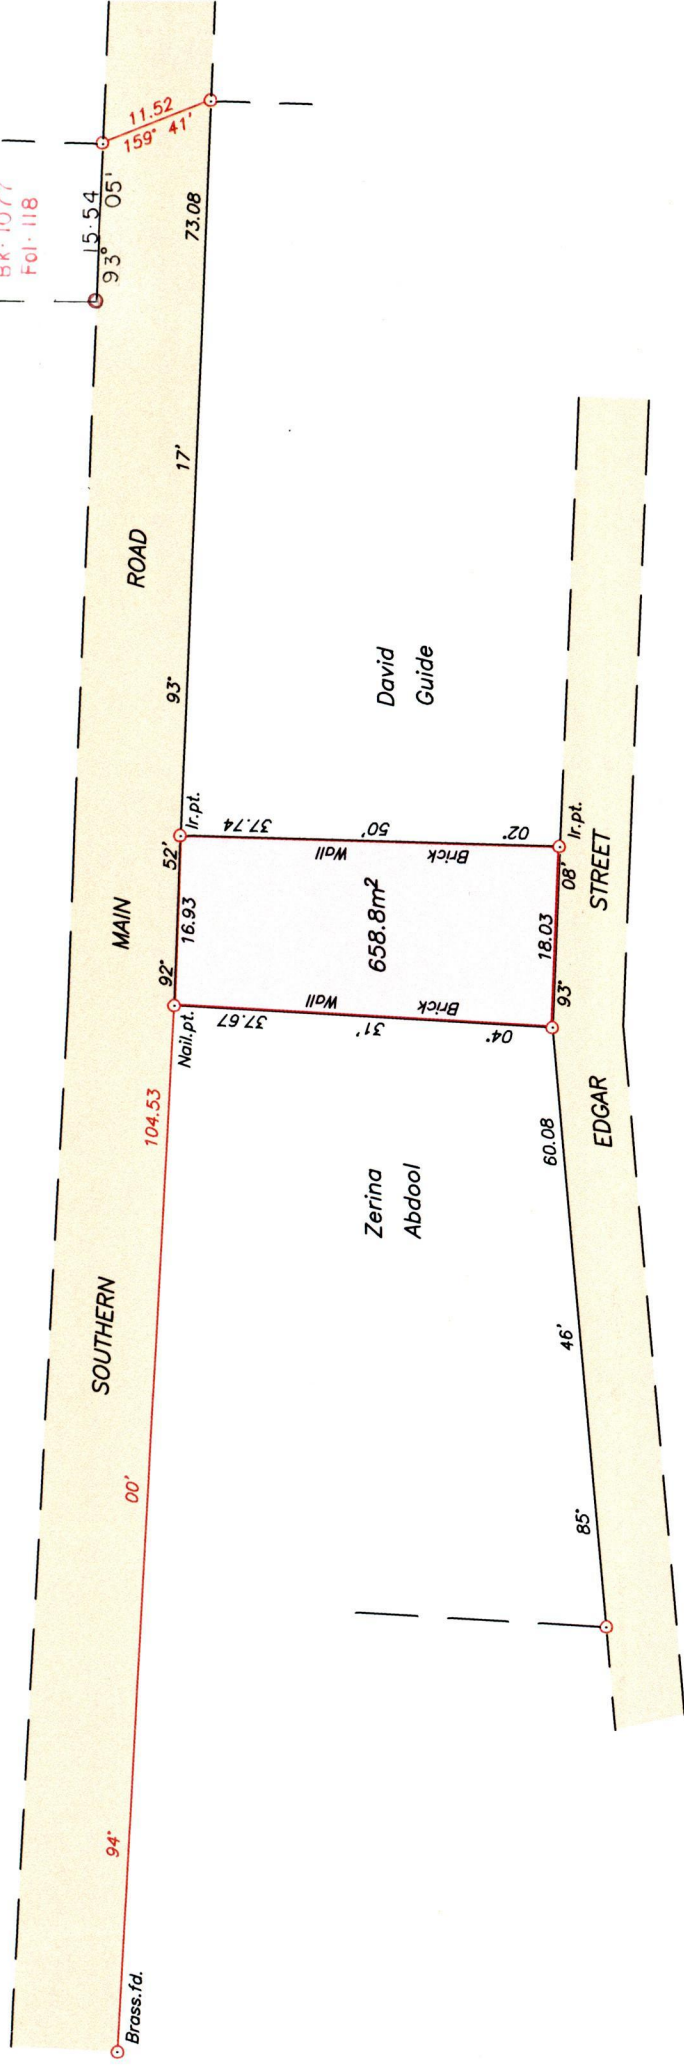 BK. 1077
Fol. 118
15.54
93° 05'
11.52
159° 41'
73.08
17'
93°
SOUTHERN MAIN ROAD
David
Guide
Ir.pt.
52'
16.93
92°
Nail.pt.
37.74
50'
02°
Brick Wall
658.8m²
37.67
31'
04°
Brick Wall
Ir.pt.
08'
18.03
93°
EDGAR STREET
104.53
00'
94°
Brass.fd.
Zerina
Abdool
60.08
46'
85°